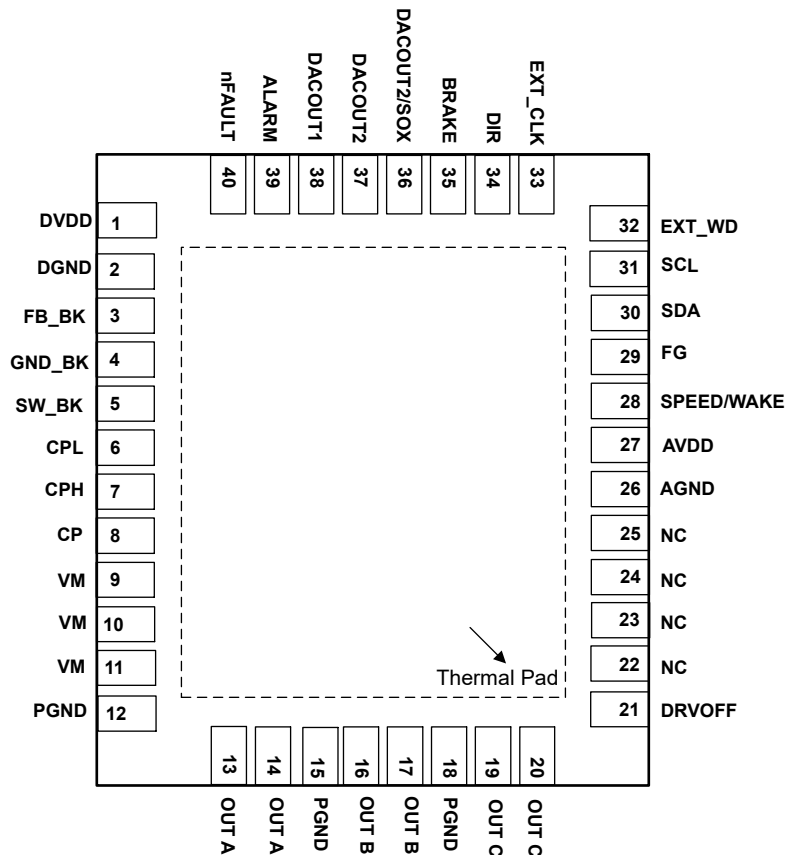 nFAULT
ALARM
DACOUT1
DACOUT2
DACOUT2/SOX
BRAKE
DIR
EXT_CLK
40
39
38
37
36
35
34
33
DVDD 1
DGND 2
FB_BK 3
GND_BK 4
SW_BK 5
CPL 6
CPH 7
CP 8
VM 9
VM 10
VM 11
PGND 12
32 EXT_WD
31 SCL
30 SDA
29 FG
28 SPEED/WAKE
27 AVDD
26 AGND
25 NC
24 NC
23 NC
22 NC
21 DRVOFF
Thermal Pad
13
14
15
16
17
18
19
20
OUT A
OUT A
PGND
OUT B
OUT B
PGND
OUT C
OUT C